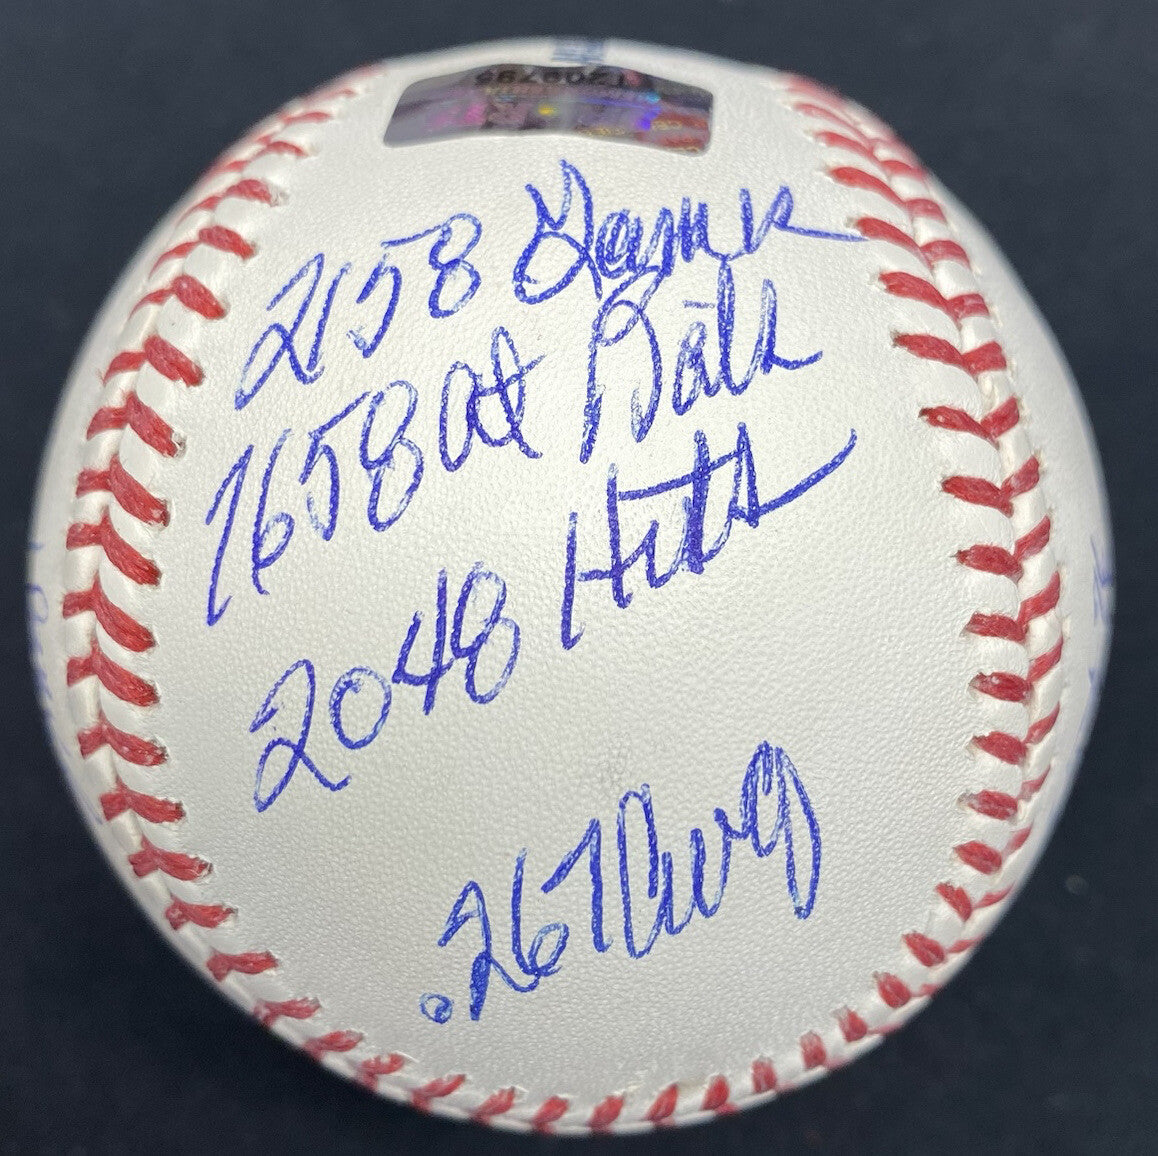 2158 Games
7658 at Bats
2048 Hits
.267 Avg